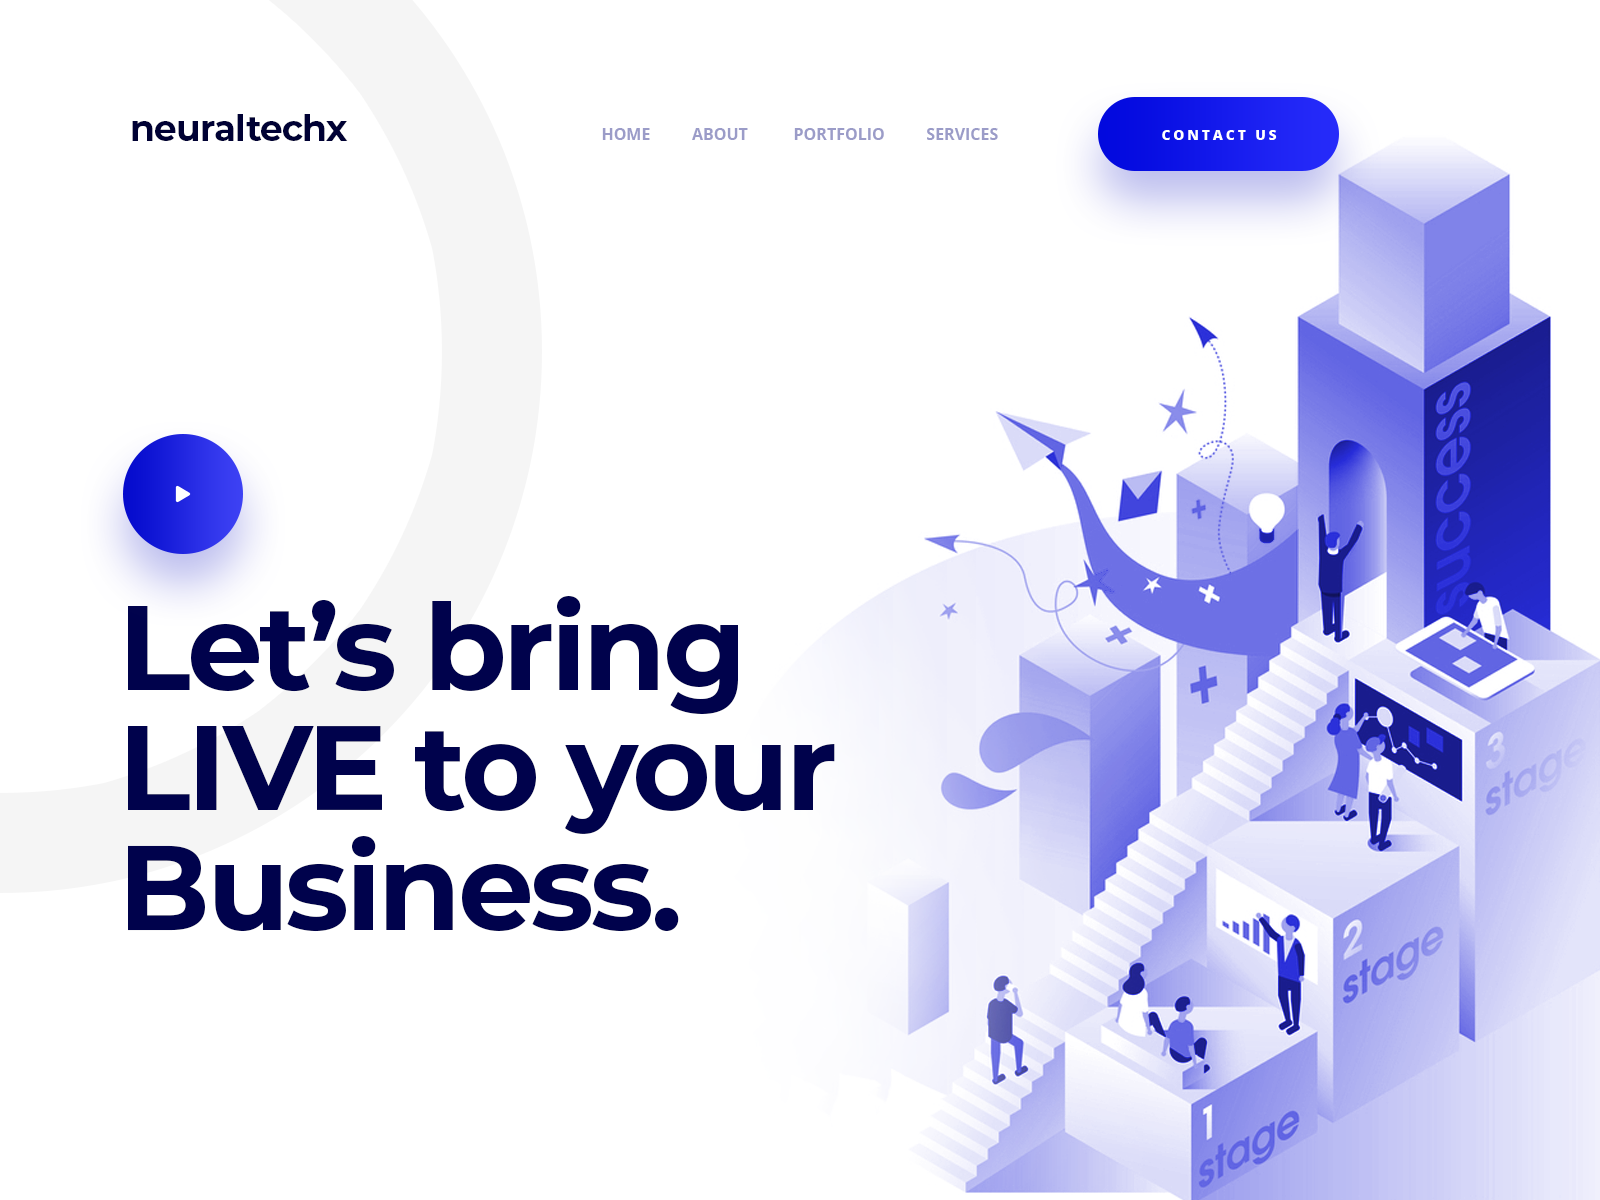 neuraltechx
HOME ABOUT PORTFOLIO SERVICES CONTACT US
Let’s bring
LIVE to your
Business.
success
3
stage
2
stage
1
stage